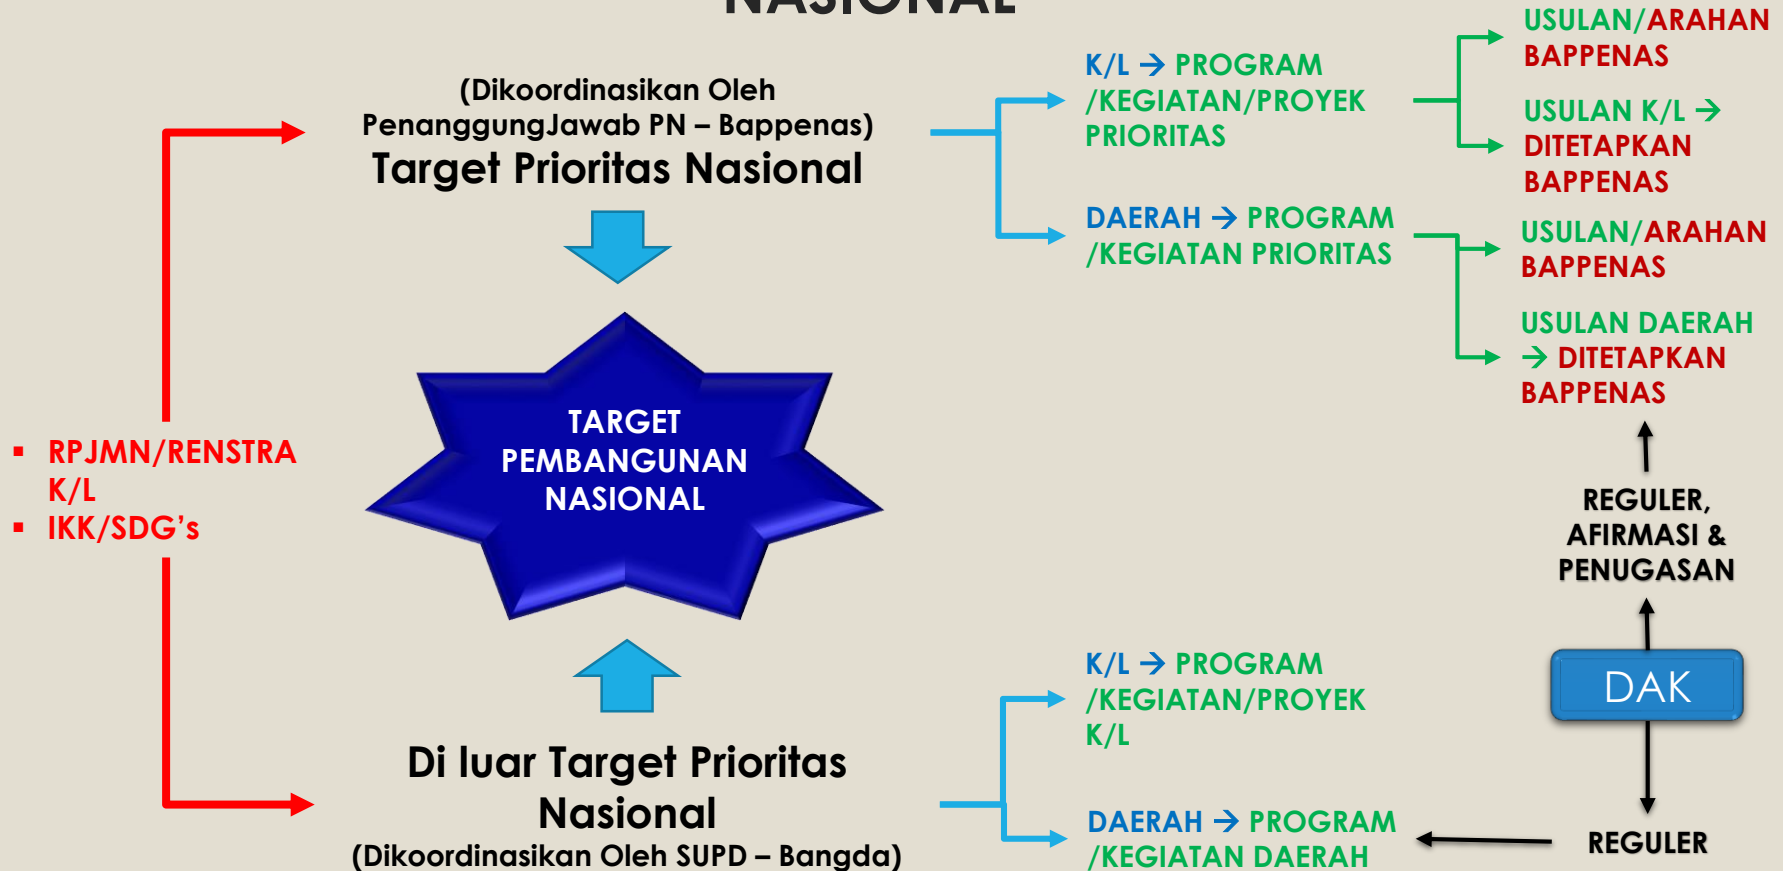 NASIONAL
(Dikoordinasikan Oleh
PenanggungJawab PN – Bappenas)
Target Prioritas Nasional
K/L → PROGRAM
/KEGIATAN/PROYEK
PRIORITAS
USULAN/ARAHAN
BAPPENAS
USULAN K/L →
DITETAPKAN
BAPPENAS
DAERAH → PROGRAM
/KEGIATAN PRIORITAS
USULAN/ARAHAN
BAPPENAS
USULAN DAERAH
→ DITETAPKAN
BAPPENAS
▪ RPJMN/RENSTRA
K/L
▪ IKK/SDG's
TARGET
PEMBANGUNAN
NASIONAL
REGULER,
AFIRMASI &
PENUGASAN
DAK
REGULER
Di luar Target Prioritas
Nasional
(Dikoordinasikan Oleh SUPD – Bangda)
K/L → PROGRAM
/KEGIATAN/PROYEK
K/L
DAERAH → PROGRAM
/KEGIATAN DAERAH